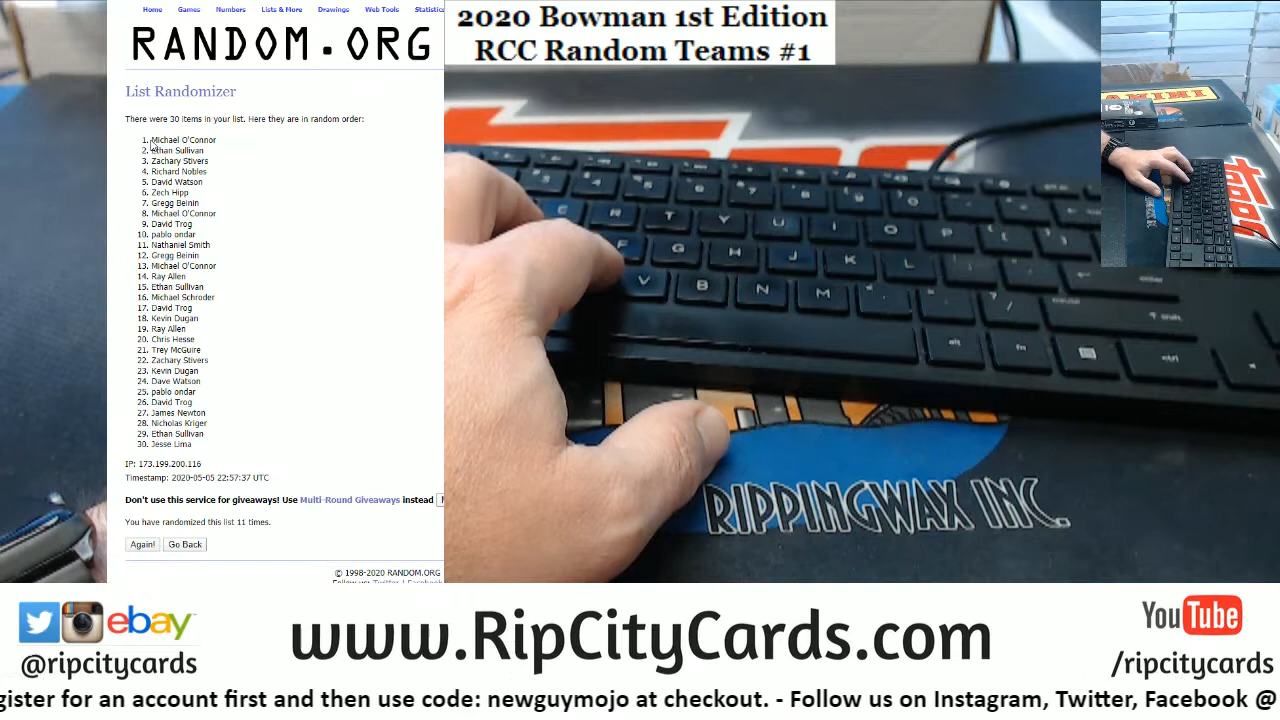 Home Games Numbers Lists & More Drawings Web Tools Statistics
RANDOM.ORG
List Randomizer
There were 30 items in your list. Here they are in random order:
1. Michael O'Connor
2. Ethan Sullivan
3. Zachary Stivers
4. Richard Nobles
5. David Watson
6. Zech Hipp
7. Gregg Beinin
8. Michael O'Connor
9. David Trog
10. pablo ondar
11. Nathaniel Smith
12. Gregg Beinin
13. Michael O'Connor
14. Ray Allen
15. Ethan Sullivan
16. Michael Schroder
17. David Trog
18. Kevin Dugan
19. Ray Allen
20. Chris Hesse
21. Trey McGuire
22. Zachary Stivers
23. Kevin Dugan
24. Dave Watson
25. pablo ondar
26. David Trog
27. James Newton
28. Nicholas Kriger
29. Ethan Sullivan
30. Jesse Lima
IP: 173.199.200.116
Timestamp: 2020-05-05 22:57:37 UTC
Don't use this service for giveaways! Use Multi-Round Giveaways instead
You have randomized this list 11 times.
Again! Go Back
© 1998-2020 RANDOM.ORG
Follow us: Twitter | Facebook
2020 Bowman 1st Edition
RCC Random Teams #1
PANINI
R T Y U I O P
F G H J K L
V B N M
alt fn ctrl
RIPPINGWAX INC.
ebay
@ripcitycards
www.RipCityCards.com
YouTube
/ripcitycards
gister for an account first and then use code: newguymojo at checkout. - Follow us on Instagram, Twitter, Facebook @